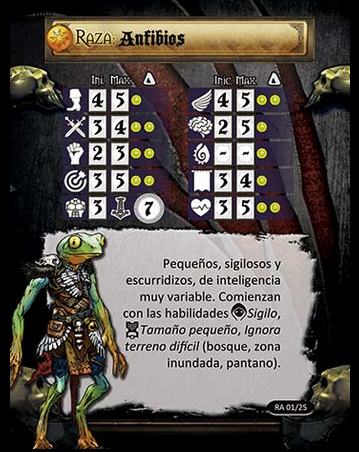 Raza: Anfibios
Ini. Max. Inic. Max.
4 5 4 5
3 4 2 5
2 3 - -
3 5 3 4
3 7 3 5
Pequeños, sigilosos y
escurridizos, de inteligencia
muy variable. Comienzan
con las habilidades Sigilo,
Tamaño pequeño, Ignora
terreno difícil (bosque, zona
inundada, pantano).
RA 01/25